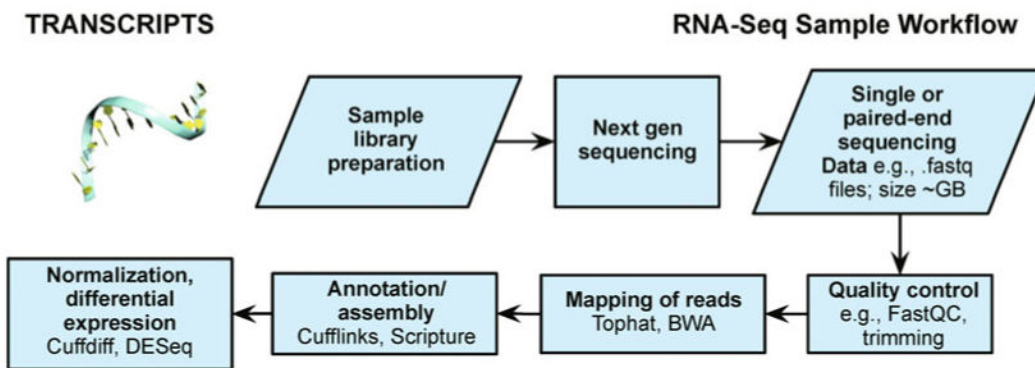 TRANSCRIPTS
RNA-Seq Sample Workflow
Sample
library
preparation
Next gen
sequencing
Single or
paired-end
sequencing
Data e.g., .fastq
files; size ~GB
Quality control
e.g., FastQC,
trimming
Mapping of reads
Tophat, BWA
Annotation/
assembly
Cufflinks, Scripture
Normalization,
differential
expression
Cuffdiff, DESeq